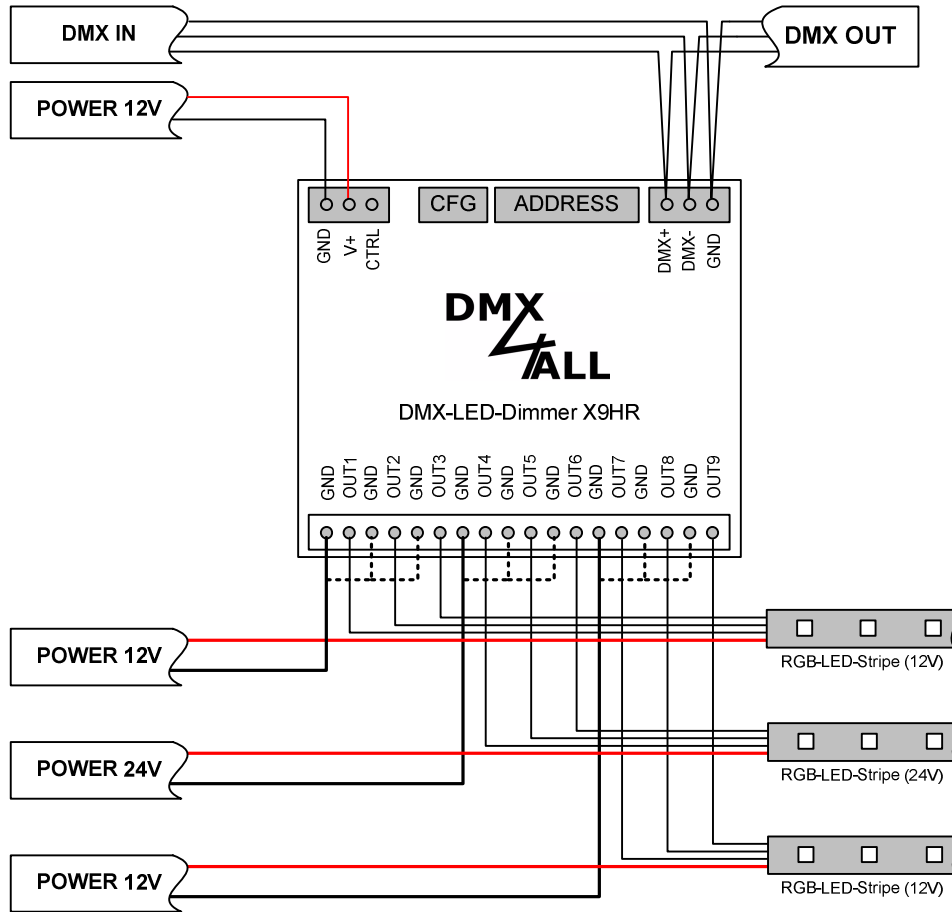 DMX IN
DMX OUT
POWER 12V
CFG
ADDRESS
GND
V+
CTRL
DMX+
DMX-
GND
DMX
4
ALL
DMX-LED-Dimmer X9HR
GND
OUT1
GND
OUT2
GND
OUT3
GND
OUT4
GND
OUT5
GND
OUT6
GND
OUT7
GND
OUT8
GND
OUT9
POWER 12V
RGB-LED-Stripe (12V)
POWER 24V
RGB-LED-Stripe (24V)
POWER 12V
RGB-LED-Stripe (12V)